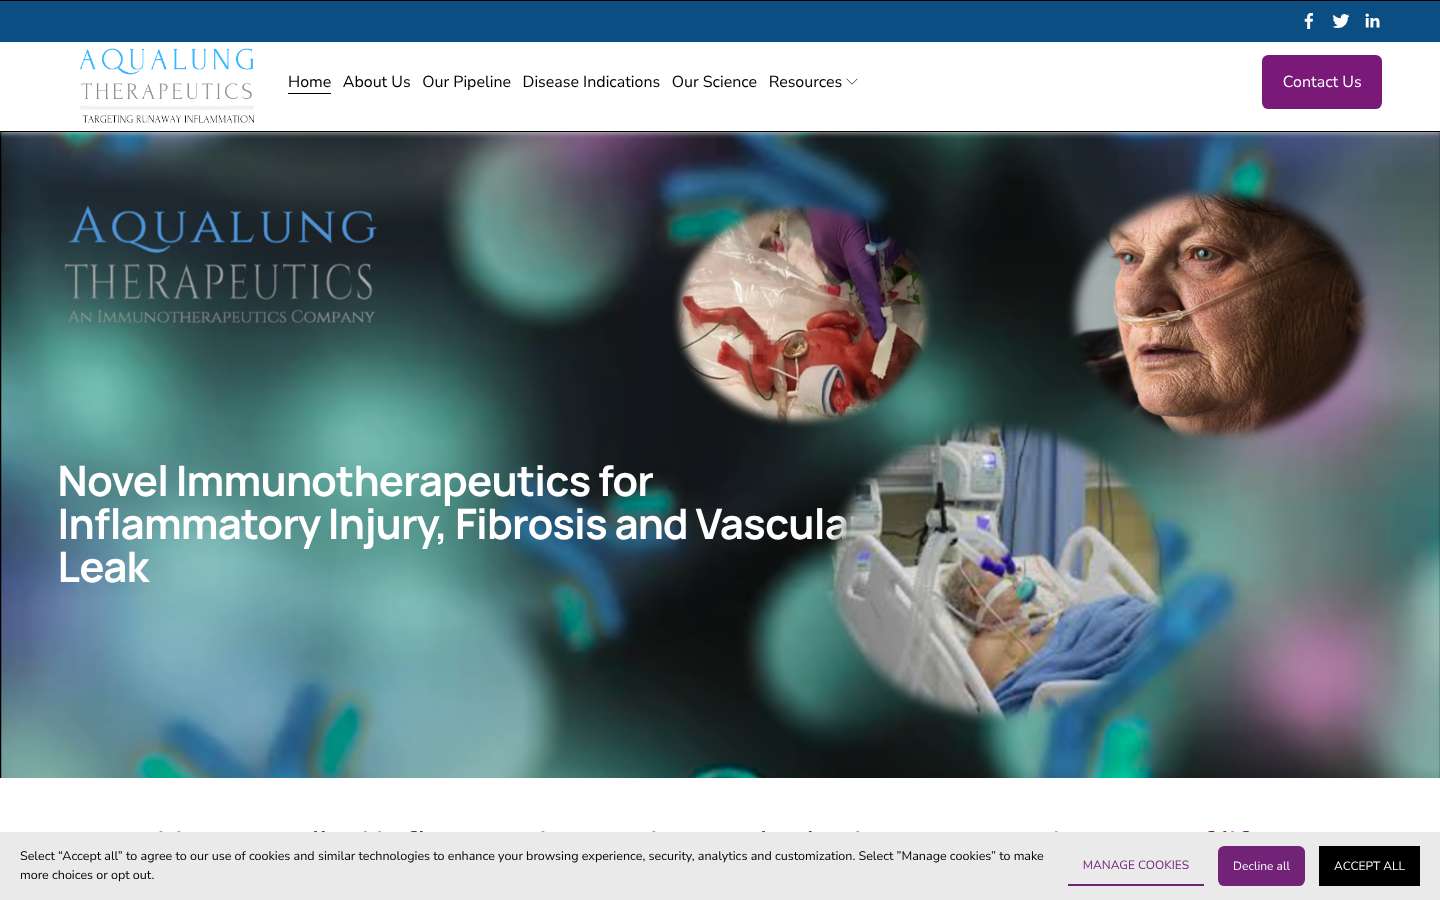 AQUALUNG
THERAPEUTICS
TARGETING RUNAWAY INFLAMMATION
Home About Us Our Pipeline Disease Indications Our Science Resources
Contact Us
AQUALUNG
THERAPEUTICS
AN IMMUNOTHERAPEUTICS COMPANY
Novel Immunotherapeutics for
Inflammatory Injury, Fibrosis and Vascular
Leak
Select “Accept all” to agree to our use of cookies and similar technologies to enhance your browsing experience, security, analytics and customization. Select ”Manage cookies” to make
more choices or opt out.
MANAGE COOKIES
Decline all
ACCEPT ALL